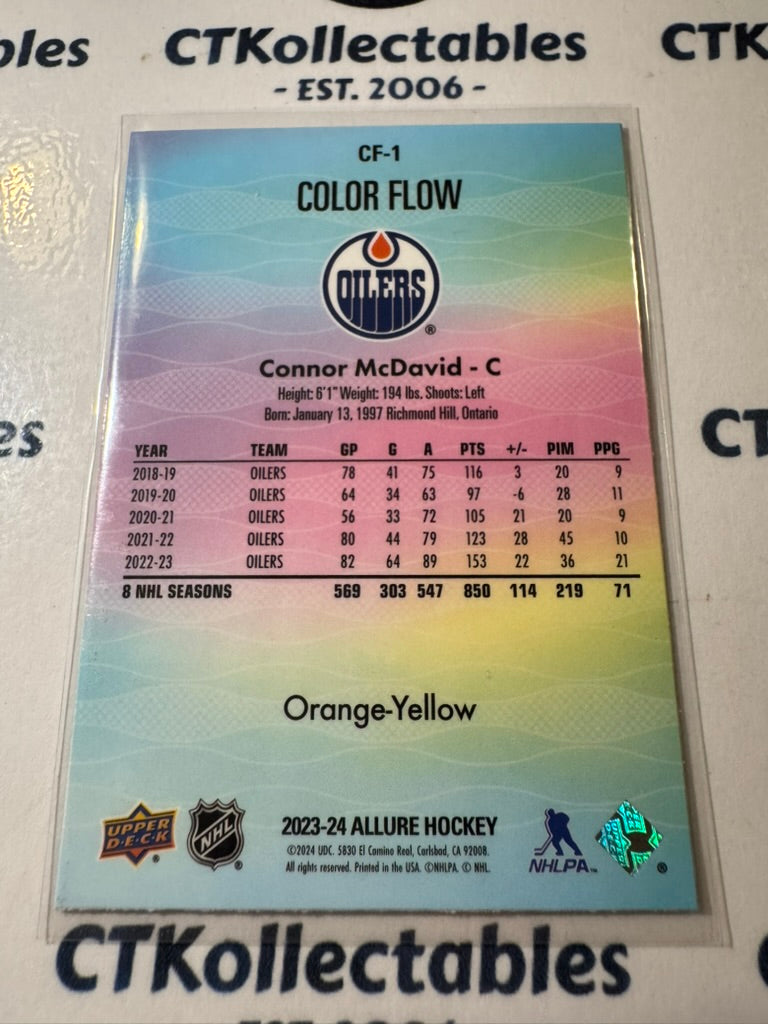 bles CTKollectables CTK
- EST. 2006 -
CF-1
COLOR FLOW
OILERS
®
Connor McDavid - C
Height: 6'1" Weight: 194 lbs. Shoots: Left
Born: January 13, 1997 Richmond Hill, Ontario
es
CT
YEAR TEAM GP G A PTS +/- PIM PPG
2018-19 OILERS 78 41 75 116 3 20 9
2019-20 OILERS 64 34 63 97 -6 28 11
2020-21 OILERS 56 33 72 105 21 20 9
2021-22 OILERS 80 44 79 123 28 45 10
2022-23 OILERS 82 64 89 153 22 36 21
8 NHL SEASONS 569 303 547 850 114 219 71
Orange-Yellow
UPPER
DECK
®
NHL
®
2023-24 ALLURE HOCKEY
©2024 UDC. 5830 El Camino Real, Carlsbad, CA 92008.
All rights reserved. Printed in the USA. ©NHLPA. © NHL.
NHLPA™
®
CTKollectables